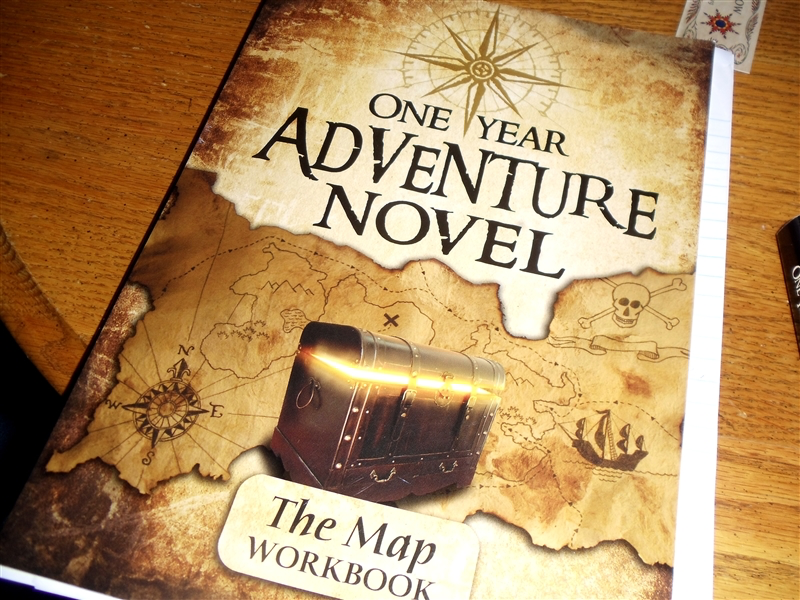 ONE YEAR
ADVENTURE
NOVEL
N
W
E
S
The Map
WORKBOOK